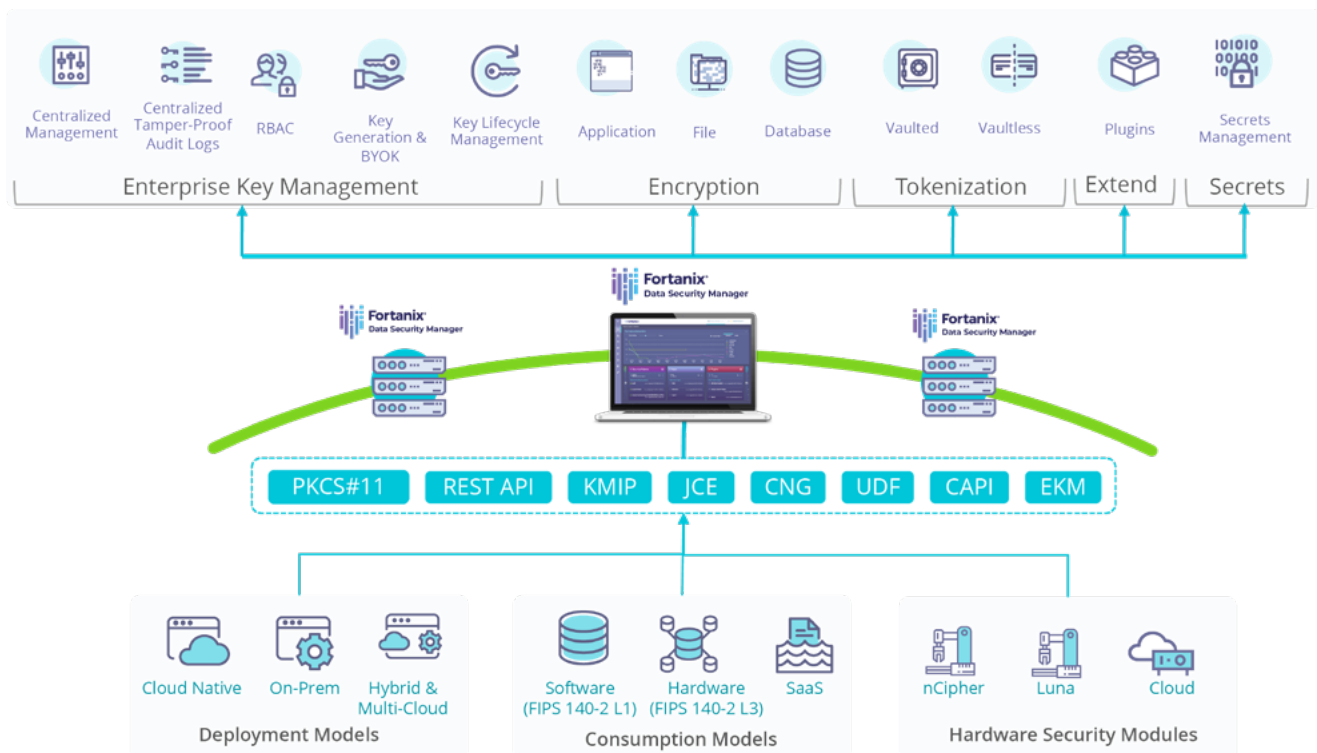 101010
00100
Centralized
Management
Centralized
Tamper-Proof
Audit Logs
RBAC
Key
Generation &
BYOK
Key Lifecycle
Management
Application
File
Database
Vaulted
Vaultless
Plugins
Secrets
Management
Enterprise Key Management
Encryption
Tokenization
Extend
Secrets
Fortanix
Data Security Manager
Fortanix
Data Security Manager
Fortanix
Data Security Manager
PKCS#11
REST API
KMIP
JCE
CNG
UDF
CAPI
EKM
Cloud Native
On-Prem
Hybrid &
Multi-Cloud
Deployment Models
Software
(FIPS 140-2 L1)
Hardware
(FIPS 140-2 L3)
SaaS
Consumption Models
nCipher
Luna
Cloud
Hardware Security Modules